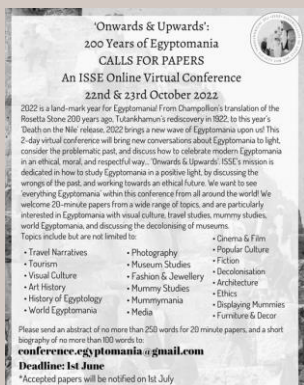 'Onwards & Upwards':
200 Years of Egyptomania
CALLS FOR PAPERS
An ISSE Online Virtual Conference
22nd & 23rd October 2022
2022 is a land-mark year for Egyptomania! From Champollion's translation of the
Rosetta Stone 200 years ago, Tutankhamun's rediscovery in 1922, to this year's
'Death on the Nile' release, 2022 brings a new wave of Egyptomania upon us! This
2-day virtual conference will bring new conversations about Egyptomania to light,
consider the problematic past, and discuss how to celebrate modern Egyptomania
in an ethical, moral, and respectful way... 'Onwards & Upwards'. ISSE's mission is
dedicated in how to study Egyptomania in a positive light, by discussing the
wrongs of the past, and working towards an ethical future. We want to see
everything Egyptomania' within this conference from all around the world! We
welcome 20-minute papers from a wide range of topics, and are particularly
interested in Egyptomania with visual culture, travel studies, mummy studies,
world Egyptomania, and discussing the decolonising of museums.
Topics include but are not limited to:
• Travel Narratives
• Tourism
• Visual Culture
• Art History
• History of Egyptology
• World Egyptomania
• Photography
• Museum Studies
• Fashion & Jewellery
• Mummy Studies
• Mummymania
• Media
• Cinema & Film
• Popular Culture
• Fiction
• Decolonisation
• Architecture
• Ethics
• Displaying Mummies
• Furniture & Decor
Please send an abstract of no more than 250 words for 20 minute papers, and a short
biography of no more than 100 words to:
conference.egyptomania@gmail.com
Deadline: 1st June
*Accepted papers will be notified on 1st July